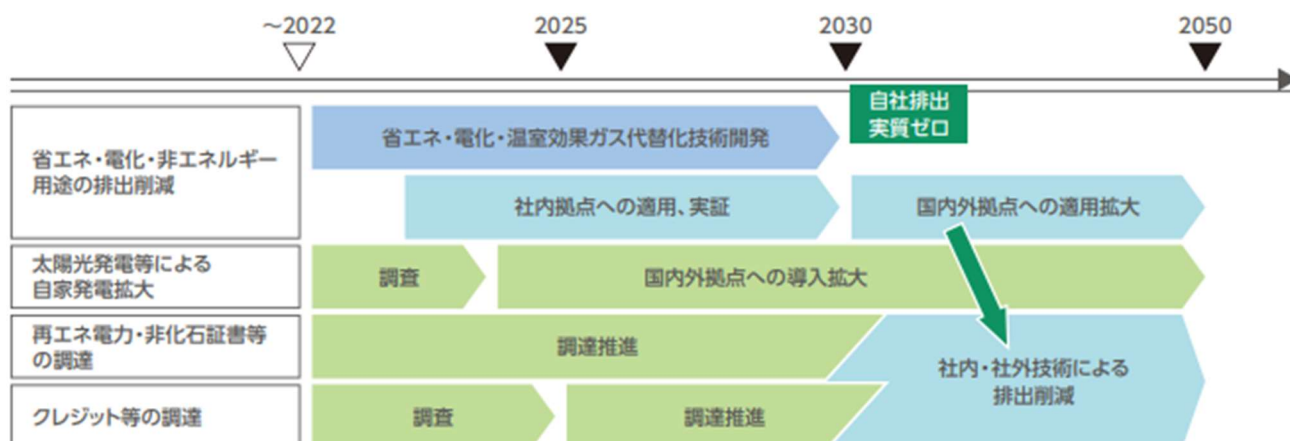 ～2022
2025
2030
2050
自社排出
実質ゼロ
省エネ・電化・非エネルギー
用途の排出削減
省エネ・電化・温室効果ガス代替化技術開発
社内拠点への適用、実証
国内外拠点への適用拡大
太陽光発電等による
自家発電拡大
調査
国内外拠点への導入拡大
再エネ電力・非化石証書等
の調達
調達推進
社内・社外技術による
排出削減
クレジット等の調達
調査
調達推進